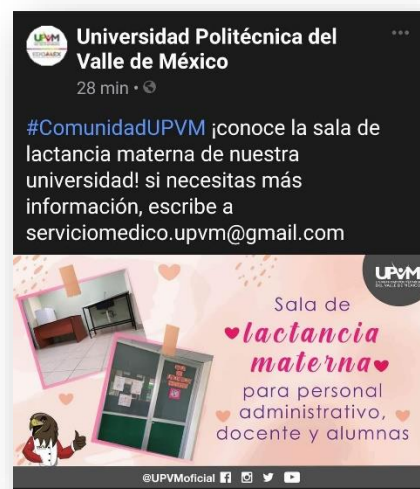 UPVM
Universidad Politécnica del
Valle de México
28 min
#ComunidadUPVM ¡conoce la sala de
lactancia materna de nuestra
universidad! si necesitas más
información, escribe a
serviciomedico.upvm@gmail.com
UPVM
Sala de
lactancia
materna
para personal
administrativo,
docente y alumnas
@UPVMoficial